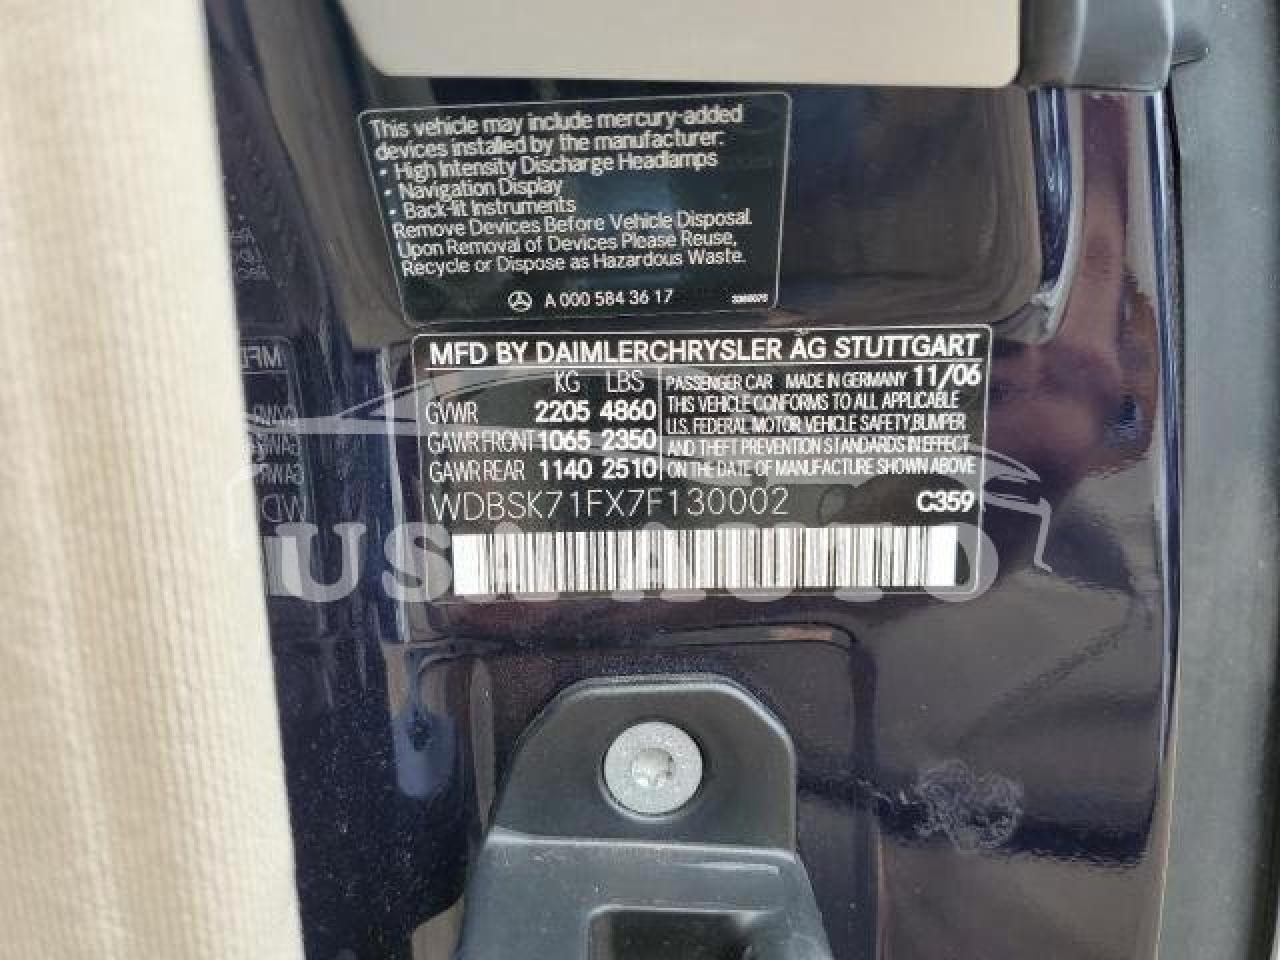 This vehicle may include mercury-added
devices installed by the manufacturer:
• High Intensity Discharge Headlamps
• Navigation Display
• Back-lit Instruments
Remove Devices Before Vehicle Disposal.
Upon Removal of Devices Please Reuse,
Recycle or Dispose as Hazardous Waste.
A 000 584 36 17
MFD BY DAIMLERCHRYSLER AG STUTTGART
KG LBS
GVWR 2205 4860
GAWR FRONT 1065 2350
GAWR REAR 1140 2510
PASSENGER CAR MADE IN GERMANY 11/06
THIS VEHICLE CONFORMS TO ALL APPLICABLE
U.S. FEDERAL MOTOR VEHICLE SAFETY, BUMPER
AND THEFT PREVENTION STANDARDS IN EFFECT
ON THE DATE OF MANUFACTURE SHOWN ABOVE
WDBSK71FX7F130002 C359
USA AUTO